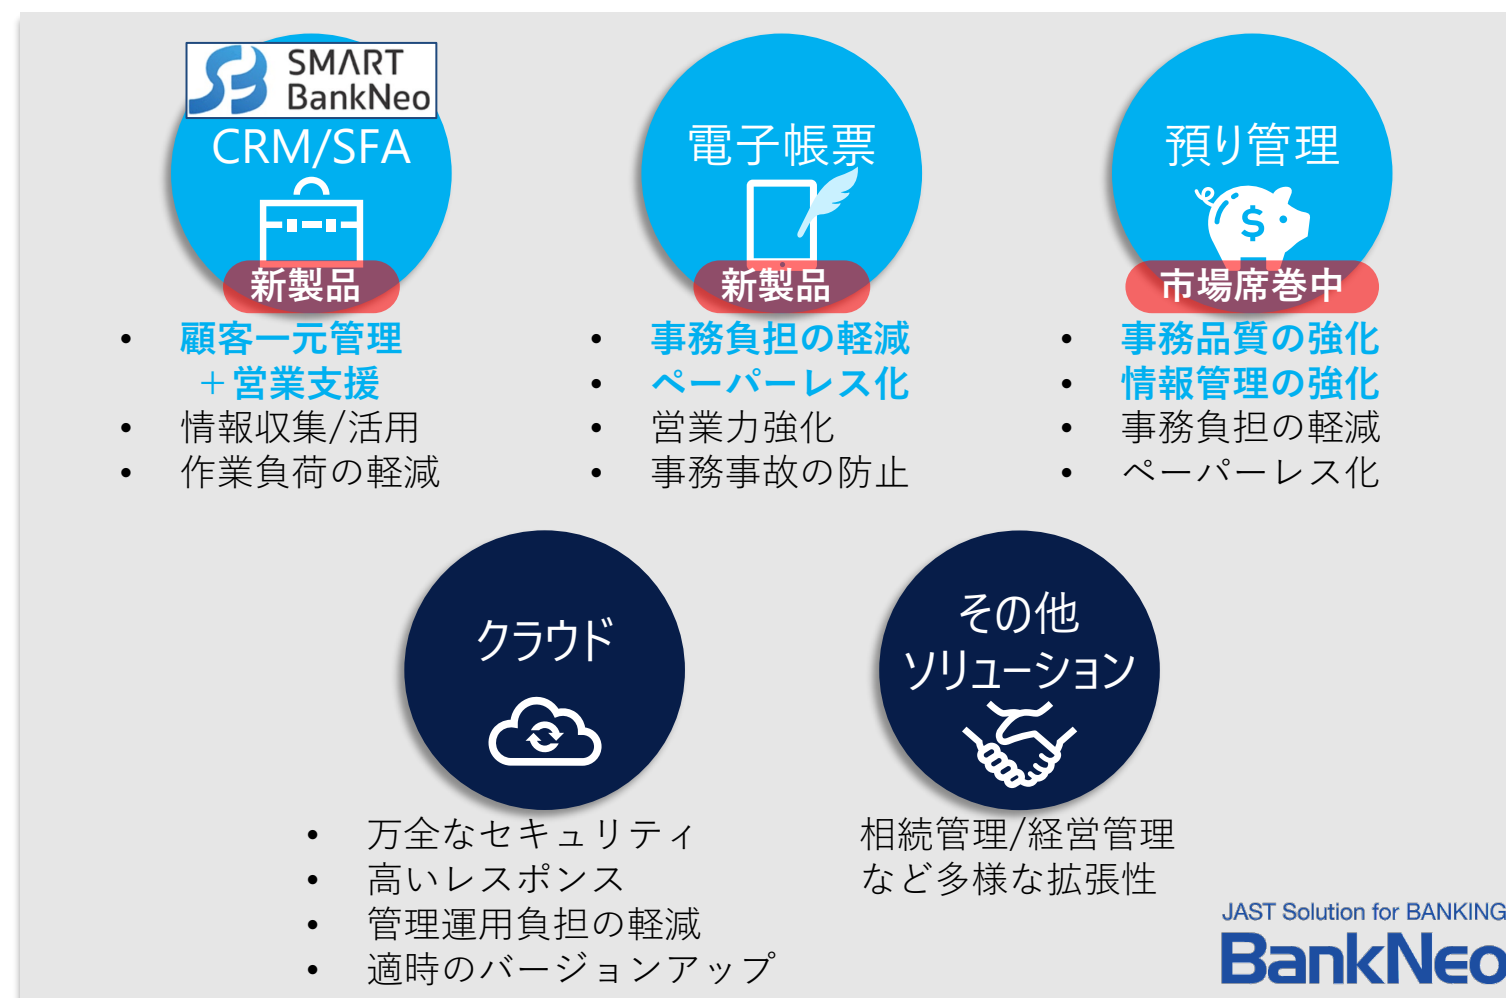 SMART
BankNeo
CRM/SFA
新製品
• 顧客一元管理
＋営業支援
• 情報収集/活用
• 作業負荷の軽減
電子帳票
新製品
• 事務負担の軽減
• ペーパーレス化
• 営業力強化
• 事務事故の防止
預り管理
$
市場席巻中
• 事務品質の強化
• 情報管理の強化
• 事務負担の軽減
• ペーパーレス化
クラウド
• 万全なセキュリティ
• 高いレスポンス
• 管理運用負担の軽減
• 適時のバージョンアップ
その他
ソリューション
相続管理/経営管理
など多様な拡張性
JAST Solution for BANKING
BankNeo